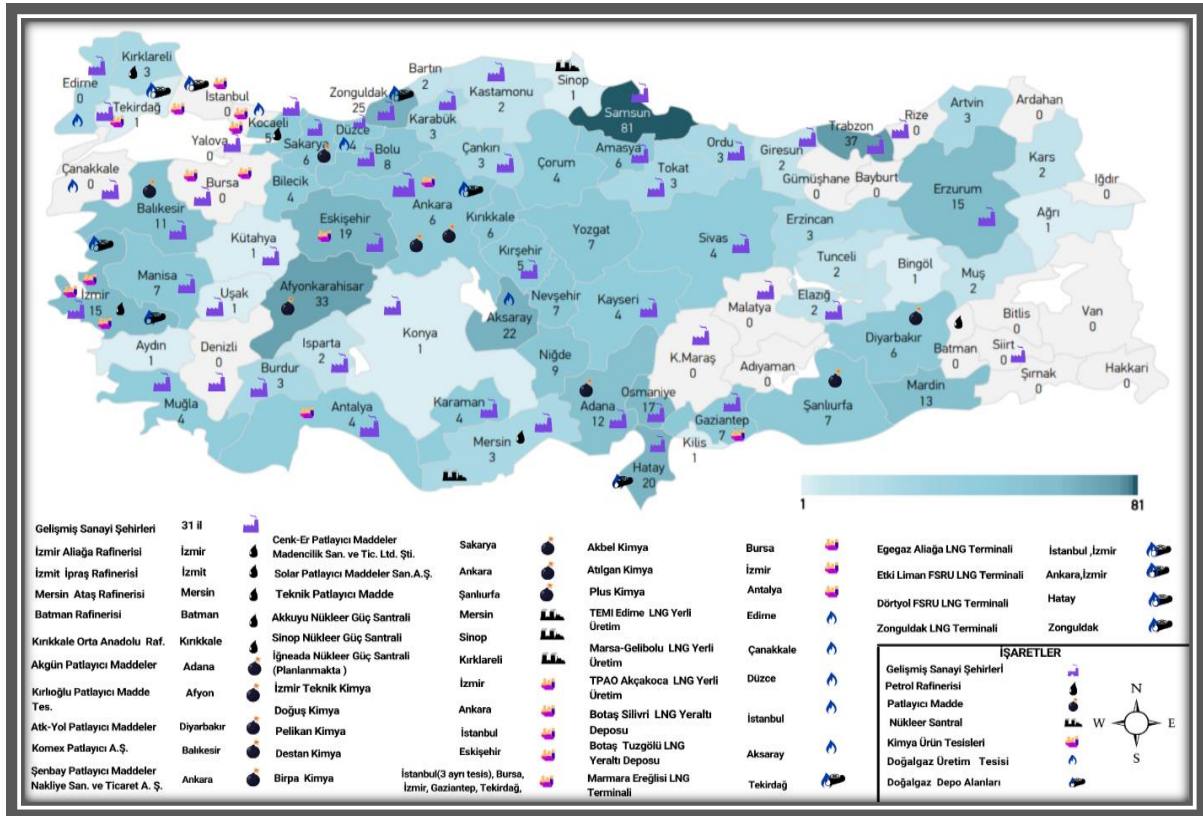 Kırklareli
3
Edirne
0
Tekirdağ
1
İstanbul
0
Kocaeli
5
Yalova
0
Çanakkale
0
Bursa
0
Balıkesir
11
Bilecik
4
Sakarya
6
Düzce
4
Zonguldak
25
Bartın
2
Karabük
3
Kastamonu
2
Sinop
1
Samsun
81
Bolu
8
Çankırı
3
Çorum
4
Amasya
6
Tokat
3
Ordu
3
Giresun
2
Trabzon
37
Rize
0
Artvin
3
Ardahan
0
Gümüşhane
0
Bayburt
0
Kars
2
Iğdır
0
Erzurum
15
Ağrı
1
Erzincan
3
Eskişehir
19
Ankara
6
Kırıkkale
6
Kırşehir
5
Yozgat
7
Sivas
4
Tunceli
2
Bingöl
1
Muş
2
Kütahya
1
Manisa
7
İzmir
15
Uşak
1
Afyonkarahisar
33
Konya
1
Aksaray
22
Nevşehir
7
Kayseri
4
Malatya
0
Elazığ
2
Diyarbakır
6
Batman
0
Bitlis
0
Van
0
Siirt
0
Şırnak
0
Hakkari
0
Aydın
1
Denizli
0
Isparta
2
Burdur
3
Niğde
9
K.Maraş
0
Adıyaman
0
Mardin
13
Muğla
4
Antalya
4
Karaman
4
Mersin
3
Adana
12
Osmaniye
17
Gaziantep
7
Şanlıurfa
7
Kilis
1
Hatay
20
1 81
Gelişmiş Sanayi Şehirleri 31 il
İzmir Aliağa Rafinerisi İzmir
İzmit İpraş Rafinerisi İzmit
Mersin Ataş Rafinerisi Mersin
Batman Rafinerisi Batman
Kırıkkale Orta Anadolu Raf. Kırıkkale
Akgün Patlayıcı Maddeler Adana
Kırlıoğlu Patlayıcı Madde
Tes. Afyon
Atk-Yol Patlayıcı Maddeler Diyarbakır
Komex Patlayıcı A.Ş. Balıkesir
Şenbay Patlayıcı Maddeler
Nakliye San. ve Ticaret A. Ş. Ankara
Cenk-Er Patlayıcı Maddeler
Madencilik San. ve Tic. Ltd. Şti. Sakarya
Solar Patlayıcı Maddeler San.A.Ş. Ankara
Teknik Patlayıcı Madde Şanlıurfa
Akkuyu Nükleer Güç Santrali Mersin
Sinop Nükleer Güç Santrali Sinop
İğneada Nükleer Güç Santrali
(Planlanmakta ) Kırklareli
İzmir Teknik Kimya İzmir
Doğuş Kimya Ankara
Pelikan Kimya İstanbul
Destan Kimya Eskişehir
Birpa Kimya İstanbul(3 ayrı tesis), Bursa,
İzmir, Gaziantep, Tekirdağ,
Akbel Kimya Bursa
Atılgan Kimya İzmir
Plus Kimya Antalya
TEMI Edirne LNG Yerli
Üretim Edirne
Marsa-Gelibolu LNG Yerli
Üretim Çanakkale
TPAO Akçakoca LNG Yerli
Üretim Düzce
Botaş Silivri LNG Yeraltı
Deposu İstanbul
Botaş Tuzgölü LNG
Yeraltı Deposu Aksaray
Marmara Ereğlisi LNG
Terminali Tekirdağ
Egegaz Aliağa LNG Terminali İstanbul ,İzmir
Etki Liman FSRU LNG Terminali Ankara,İzmir
Dörtyol FSRU LNG Terminali Hatay
Zonguldak LNG Terminali Zonguldak
İŞARETLER
Gelişmiş Sanayi Şehirleri
Petrol Rafinerisi
Patlayıcı Madde
Nükleer Santral
Kimya Ürün Tesisleri
Doğalgaz Üretim Tesisi
Doğalgaz Depo Alanları
N
W E
S